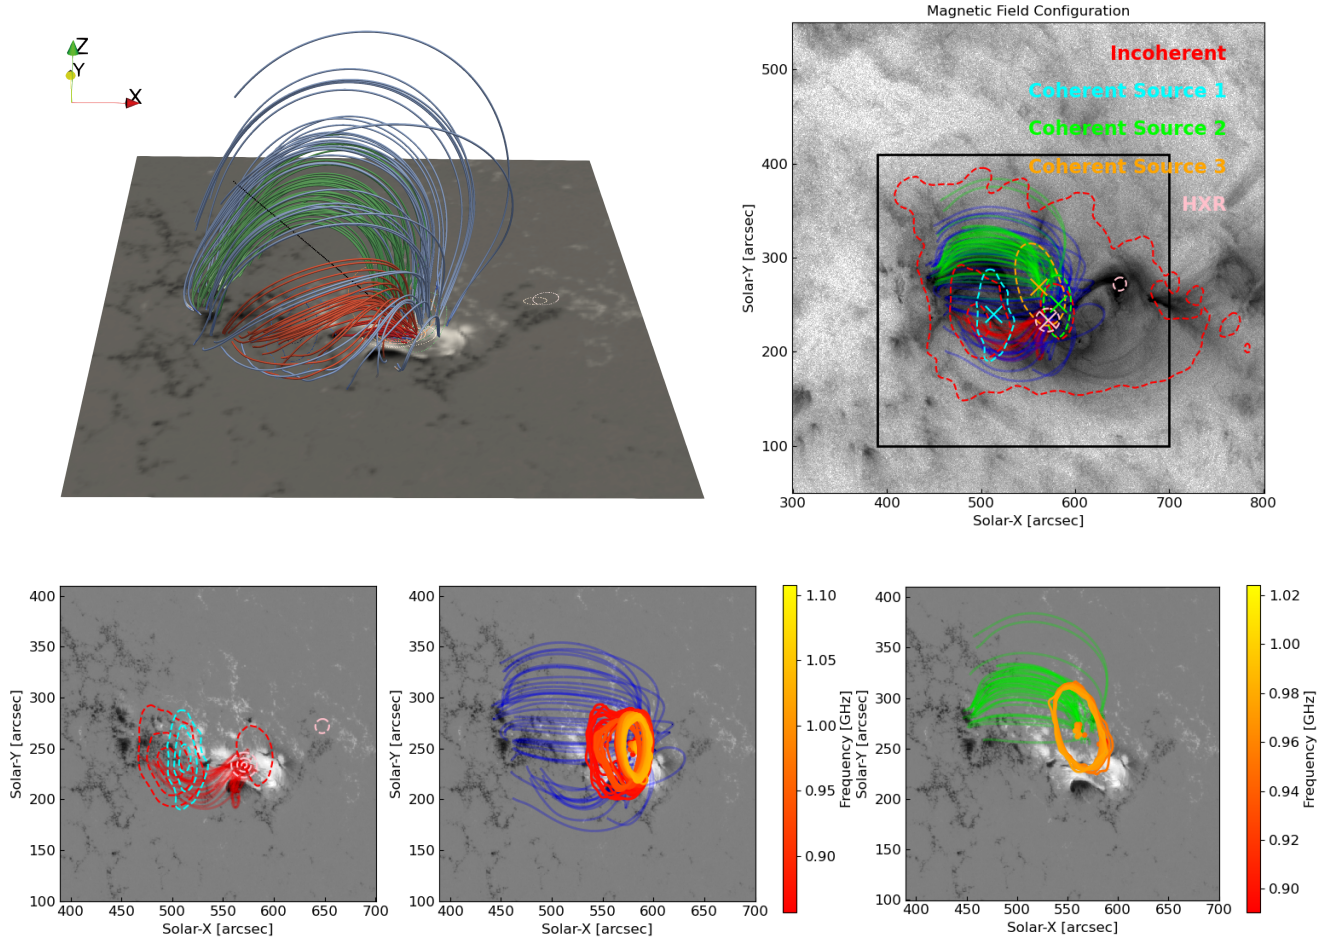 Z
Y
X
Magnetic Field Configuration
Incoherent
Coherent Source 1
Coherent Source 2
Coherent Source 3
HXR
500
400
300
200
100
Solar-Y [arcsec]
300 400 500 600 700 800
Solar-X [arcsec]
400
350
300
250
200
150
100
Solar-Y [arcsec]
400 450 500 550 600 650 700
Solar-X [arcsec]
400
350
300
250
200
150
100
Solar-Y [arcsec]
400 450 500 550 600 650 700
Solar-X [arcsec]
1.10
1.05
1.00
0.95
0.90
Frequency [GHz]
400
350
300
250
200
150
100
Solar-Y [arcsec]
400 450 500 550 600 650 700
Solar-X [arcsec]
1.02
1.00
0.98
0.96
0.94
0.92
0.90
Frequency [GHz]